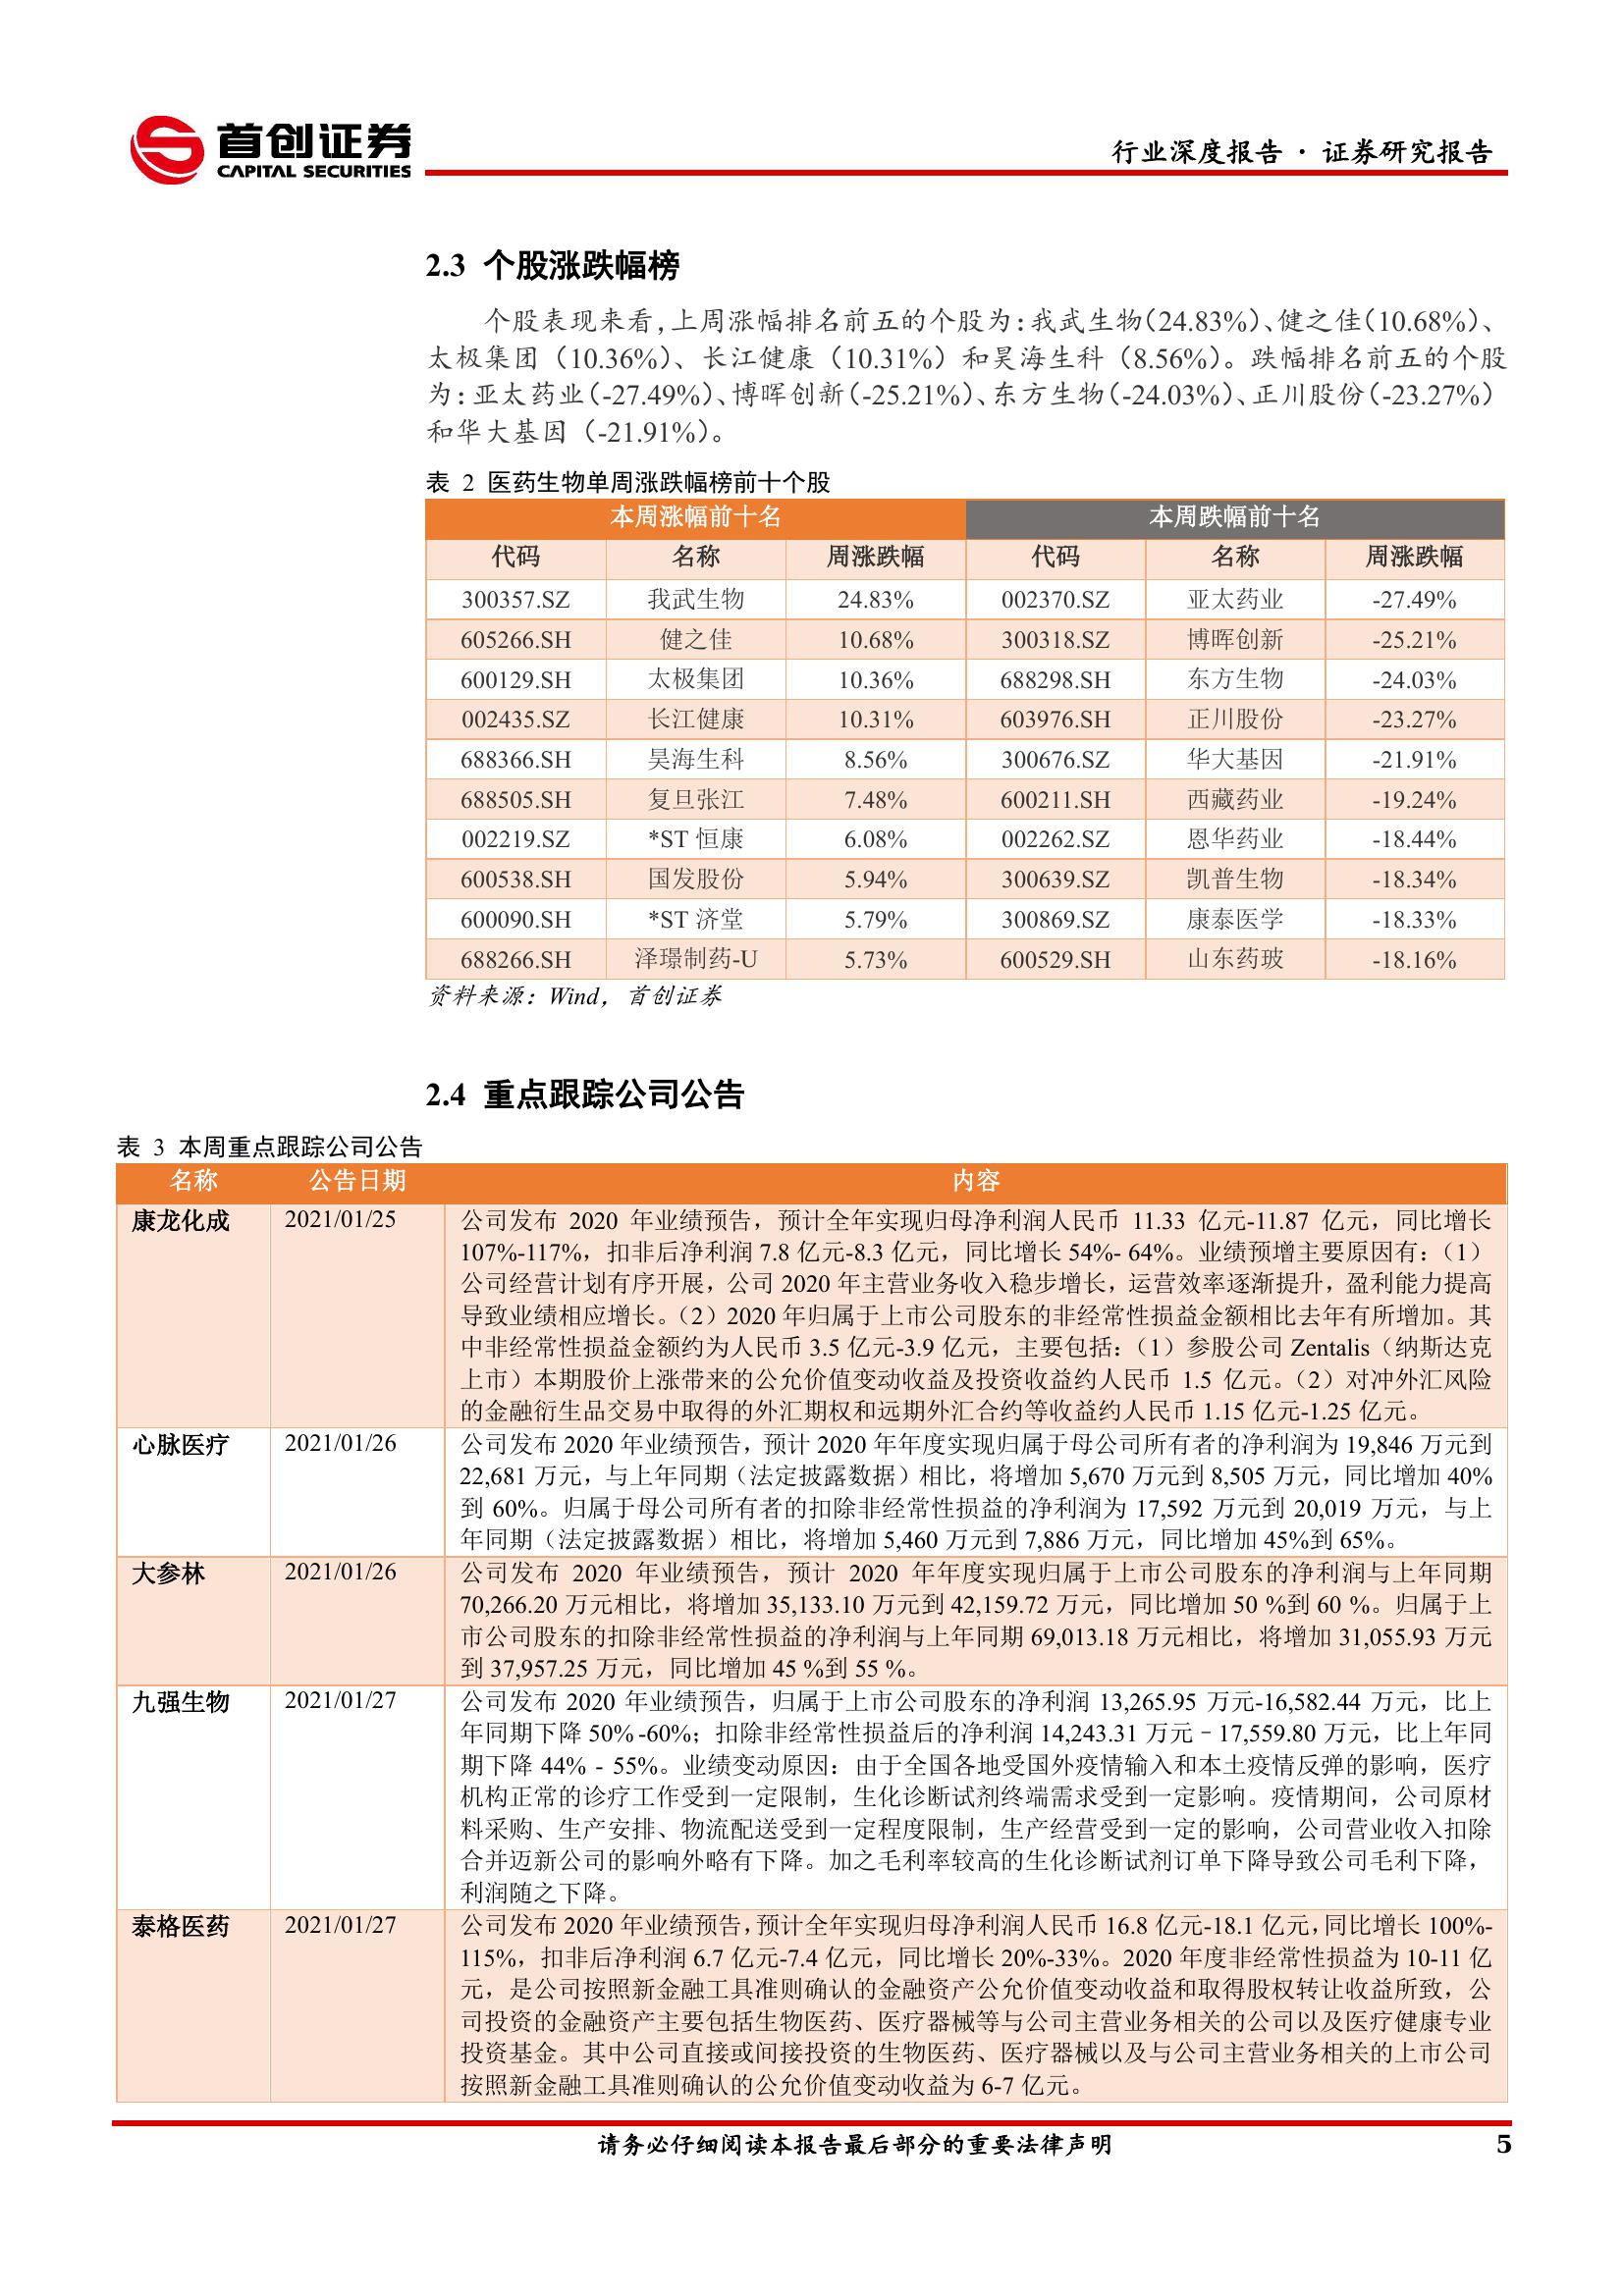 首创证券
CAPITAL SECURITIES
行业深度报告 · 证券研究报告
2.3 个股涨跌幅榜
个股表现来看，上周涨幅排名前五的个股为：我武生物（24.83%）、健之佳（10.68%）、
太极集团（10.36%）、长江健康（10.31%）和昊海生科（8.56%）。跌幅排名前五的个股
为：亚太药业（-27.49%）、博晖创新（-25.21%）、东方生物（-24.03%）、正川股份（-23.27%）
和华大基因（-21.91%）。
表 2 医药生物单周涨跌幅榜前十个股
本周涨幅前十名 本周跌幅前十名
代码 名称 周涨跌幅 代码 名称 周涨跌幅
300357.SZ 我武生物 24.83% 002370.SZ 亚太药业 -27.49%
605266.SH 健之佳 10.68% 300318.SZ 博晖创新 -25.21%
600129.SH 太极集团 10.36% 688298.SH 东方生物 -24.03%
002435.SZ 长江健康 10.31% 603976.SH 正川股份 -23.27%
688366.SH 昊海生科 8.56% 300676.SZ 华大基因 -21.91%
688505.SH 复旦张江 7.48% 600211.SH 西藏药业 -19.24%
002219.SZ *ST 恒康 6.08% 002262.SZ 恩华药业 -18.44%
600538.SH 国发股份 5.94% 300639.SZ 凯普生物 -18.34%
600090.SH *ST 济堂 5.79% 300869.SZ 康泰医学 -18.33%
688266.SH 泽璟制药-U 5.73% 600529.SH 山东药玻 -18.16%
资料来源：Wind，首创证券
2.4 重点跟踪公司公告
表 3 本周重点跟踪公司公告
名称 公告日期 内容
康龙化成 2021/01/25 公司发布 2020 年业绩预告，预计全年实现归母净利润人民币 11.33 亿元-11.87 亿元，同比增长
107%-117%，扣非后净利润 7.8 亿元-8.3 亿元，同比增长 54%- 64%。业绩预增主要原因有：（1）
公司经营计划有序开展，公司 2020 年主营业务收入稳步增长，运营效率逐渐提升，盈利能力提高
导致业绩相应增长。（2）2020 年归属于上市公司股东的非经常性损益金额相比去年有所增加。其
中非经常性损益金额约为人民币 3.5 亿元-3.9 亿元，主要包括：（1）参股公司 Zentalis（纳斯达克
上市）本期股价上涨带来的公允价值变动收益及投资收益约人民币 1.5 亿元。（2）对冲外汇风险
的金融衍生品交易中取得的外汇期权和远期外汇合约等收益约人民币 1.15 亿元-1.25 亿元。
心脉医疗 2021/01/26 公司发布 2020 年业绩预告，预计 2020 年年度实现归属于母公司所有者的净利润为 19,846 万元到
22,681 万元，与上年同期（法定披露数据）相比，将增加 5,670 万元到 8,505 万元，同比增加 40%
到 60%。归属于母公司所有者的扣除非经常性损益的净利润为 17,592 万元到 20,019 万元，与上
年同期（法定披露数据）相比，将增加 5,460 万元到 7,886 万元，同比增加 45%到 65%。
大参林 2021/01/26 公司发布 2020 年业绩预告，预计 2020 年年度实现归属于上市公司股东的净利润与上年同期
70,266.20 万元相比，将增加 35,133.10 万元到 42,159.72 万元，同比增加 50 %到 60 %。归属于上
市公司股东的扣除非经常性损益的净利润与上年同期 69,013.18 万元相比，将增加 31,055.93 万元
到 37,957.25 万元，同比增加 45 %到 55 %。
九强生物 2021/01/27 公司发布 2020 年业绩预告，归属于上市公司股东的净利润 13,265.95 万元-16,582.44 万元，比上
年同期下降 50% -60%；扣除非经常性损益后的净利润 14,243.31 万元－17,559.80 万元，比上年同
期下降 44% - 55%。业绩变动原因：由于全国各地受国外疫情输入和本土疫情反弹的影响，医疗
机构正常的诊疗工作受到一定限制，生化诊断试剂终端需求受到一定影响。疫情期间，公司原材
料采购、生产安排、物流配送受到一定程度限制，生产经营受到一定的影响，公司营业收入扣除
合并迈新公司的影响外略有下降。加之毛利率较高的生化诊断试剂订单下降导致公司毛利下降，
利润随之下降。
泰格医药 2021/01/27 公司发布 2020 年业绩预告，预计全年实现归母净利润人民币 16.8 亿元-18.1 亿元，同比增长 100%-
115%，扣非后净利润 6.7 亿元-7.4 亿元，同比增长 20%-33%。2020 年度非经常性损益为 10-11 亿
元，是公司按照新金融工具准则确认的金融资产公允价值变动收益和取得股权转让收益所致，公
司投资的金融资产主要包括生物医药、医疗器械等与公司主营业务相关的公司以及医疗健康专业
投资基金。其中公司直接或间接投资的生物医药、医疗器械以及与公司主营业务相关的上市公司
按照新金融工具准则确认的公允价值变动收益为 6-7 亿元。
请务必仔细阅读本报告最后部分的重要法律声明 5